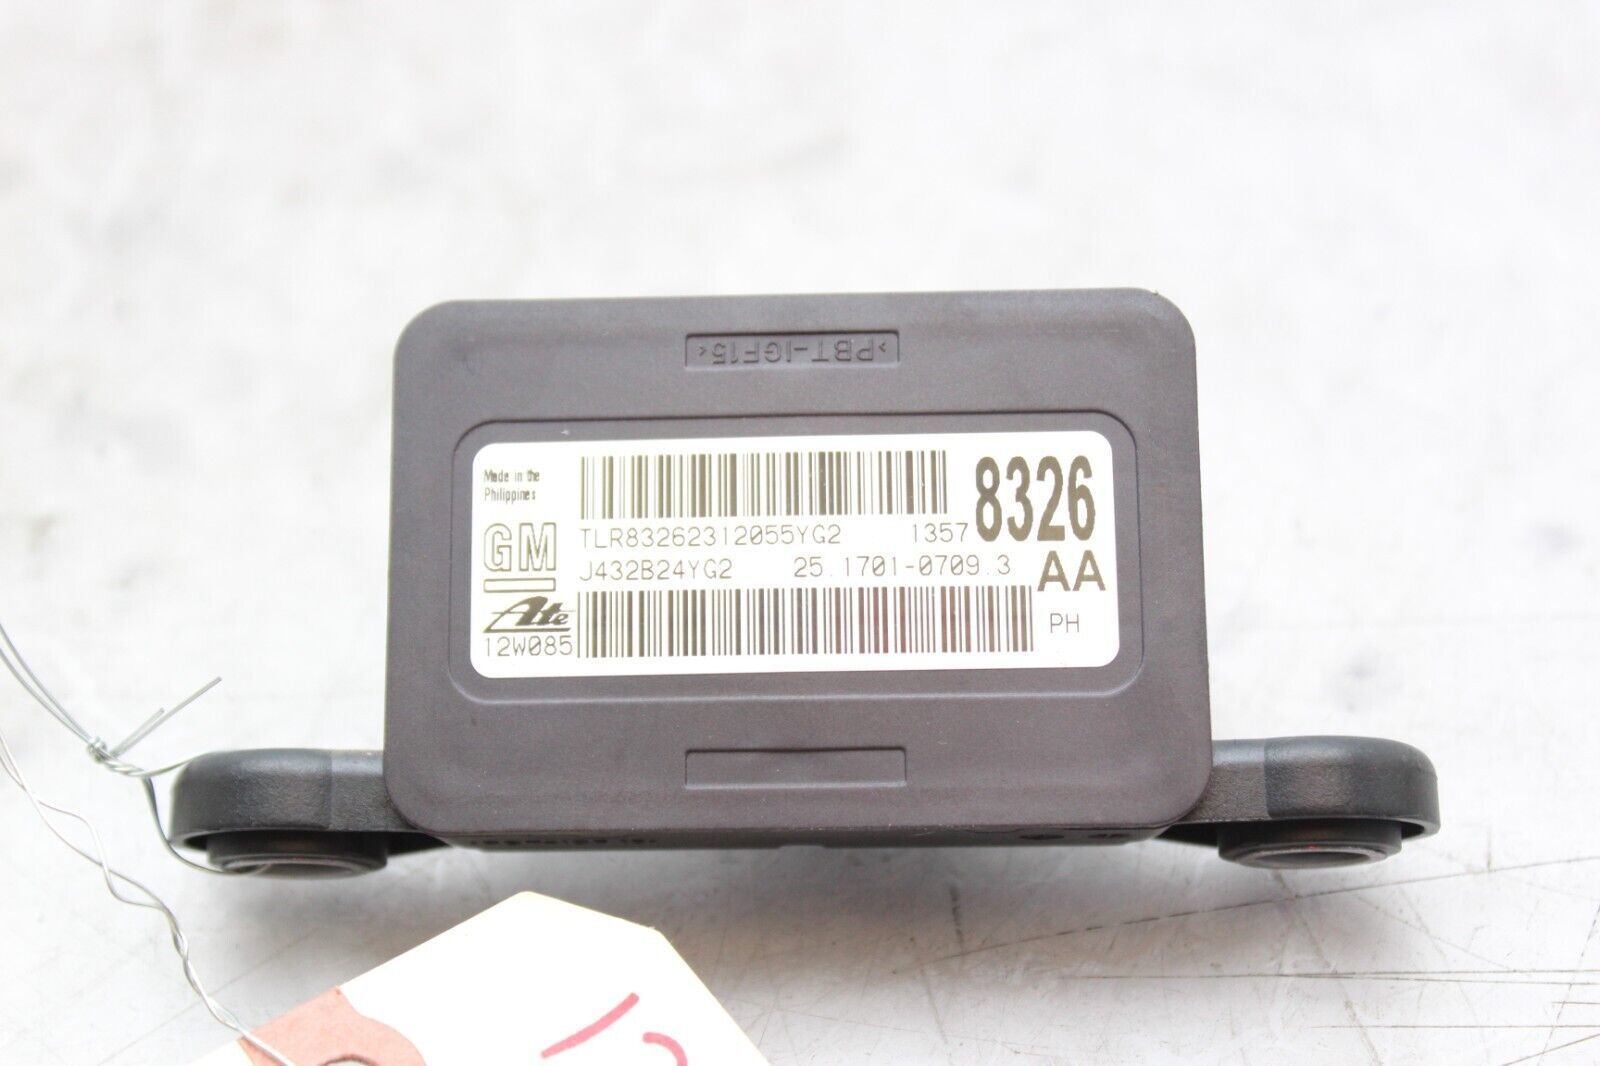 >PBT-IGF15<
Made in the
Philippines
GM
TLR83262312055YG2 1357
8326
J432B24YG2 25.1701-0709.3
AA
Ate
12W085
PH